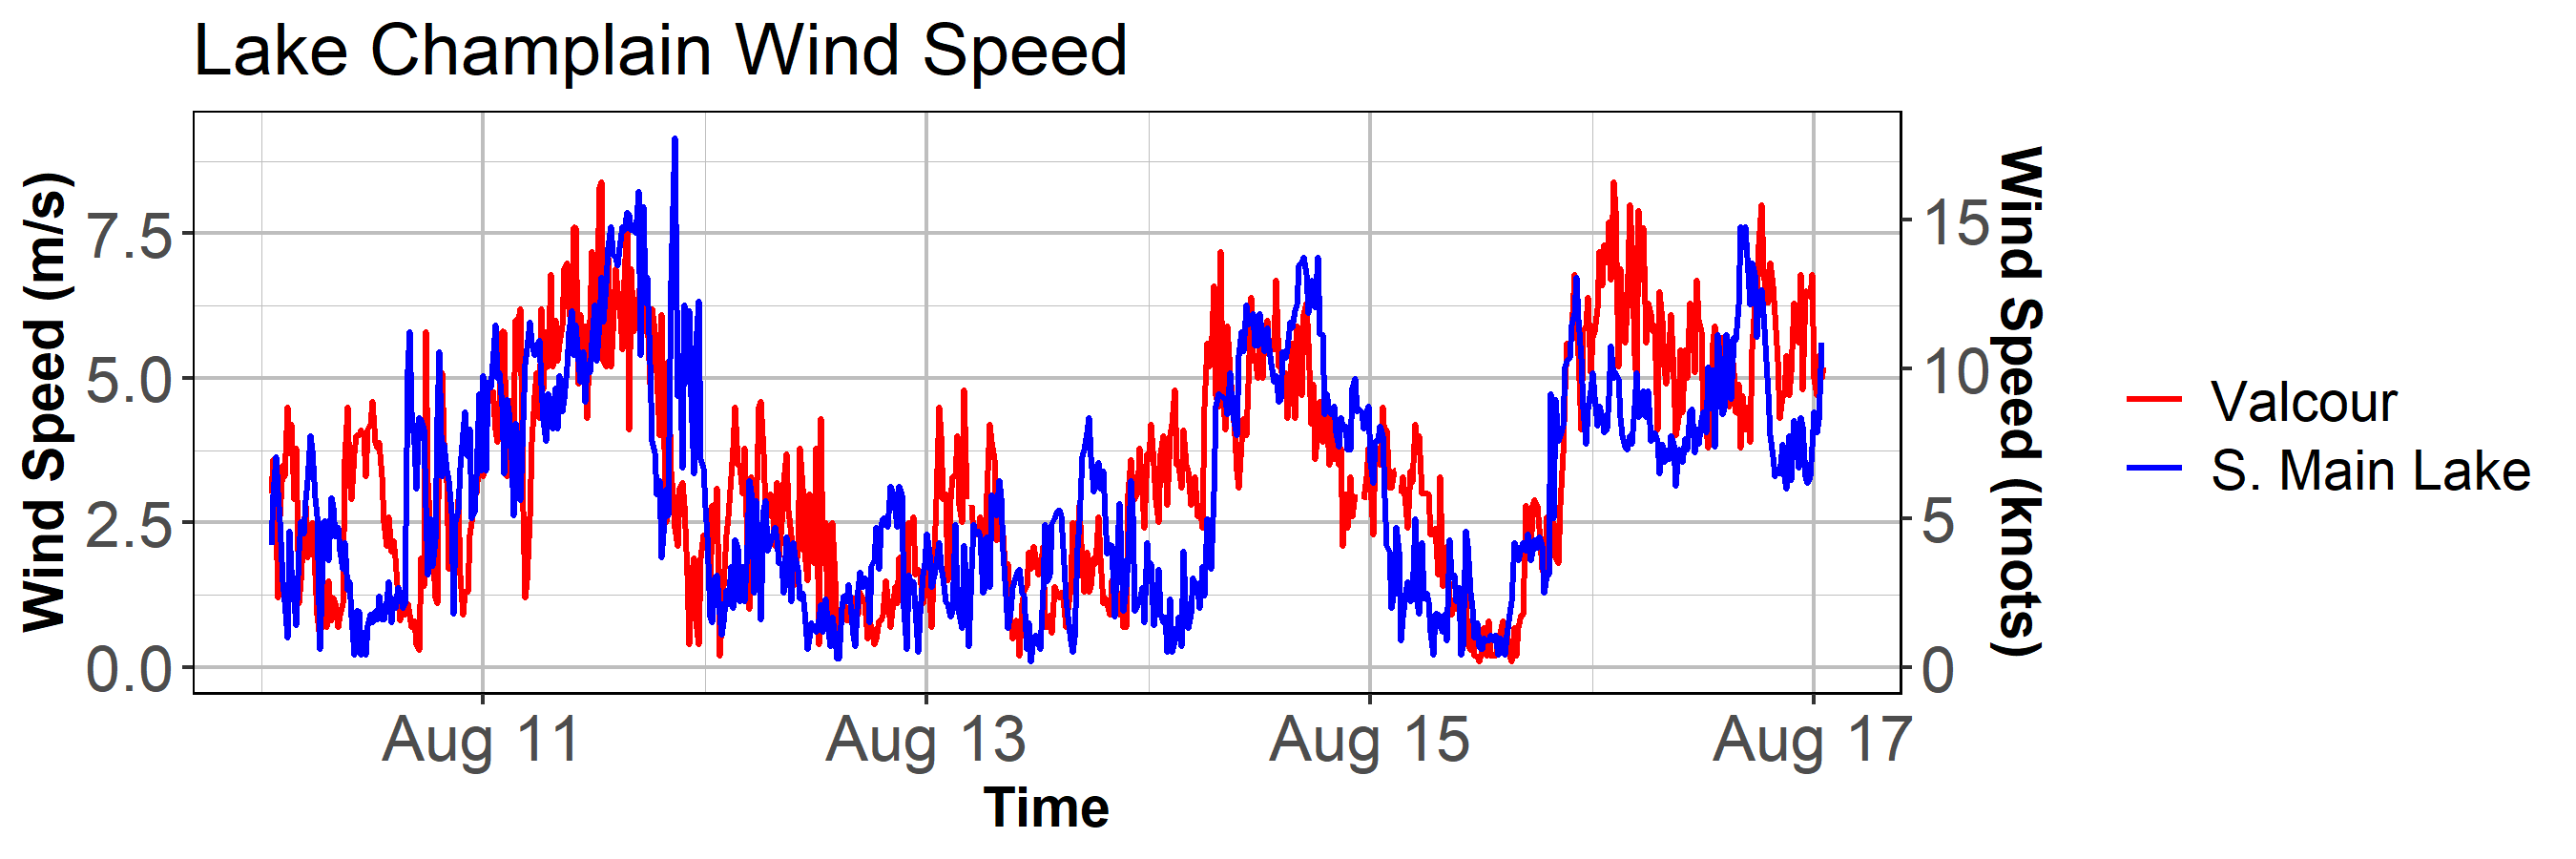 Lake Champlain Wind Speed
Wind Speed (m/s)
7.5
5.0
2.5
0.0
15
10
5
0
Wind Speed (knots)
Valcour
S. Main Lake
Aug 11
Aug 13
Aug 15
Aug 17
Time